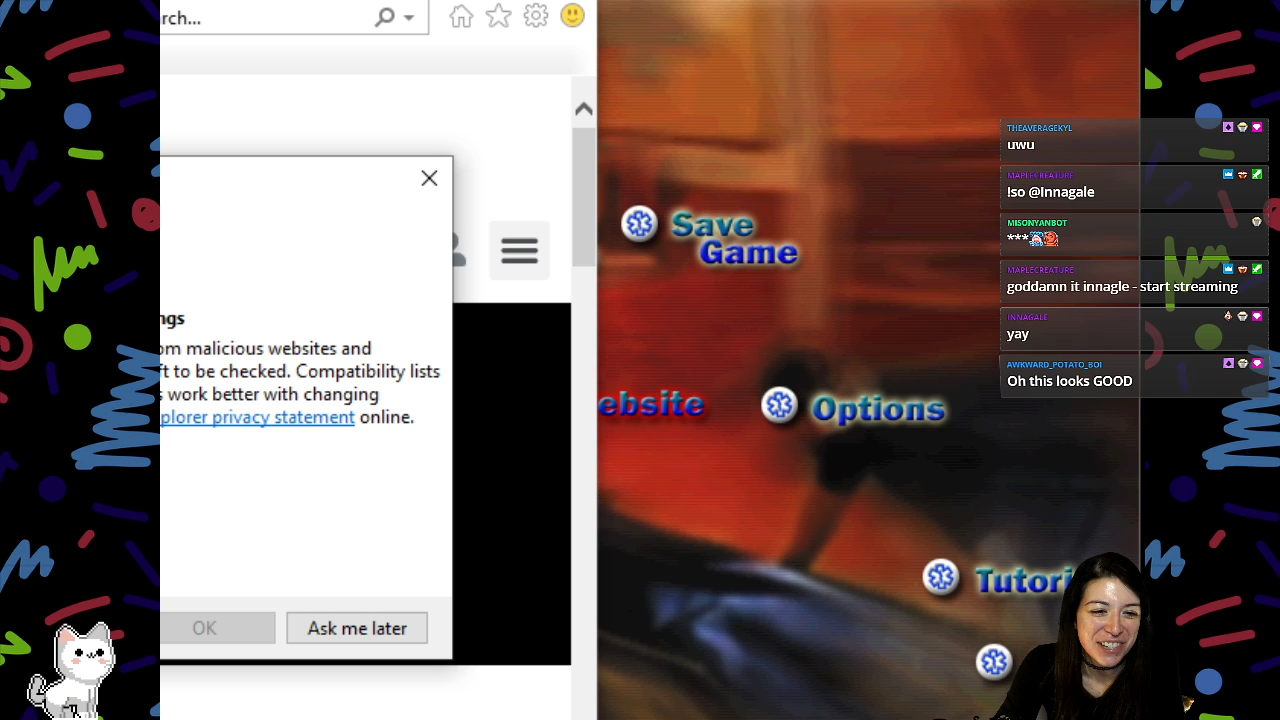 rch...
ngs
om malicious websites and
ft to be checked. Compatibility lists
s work better with changing
plorer privacy statement online.
OK
Ask me later
Save
Game
ebsite
Options
Tutori
THEAVERAGEKYL
uwu
MAPLECREATURE
!so @Innagale
MISONYANBOT
***
MAPLECREATURE
goddamn it innagle - start streaming
INNAGALE
yay
AWKWARD_POTATO_BOI
Oh this looks GOOD